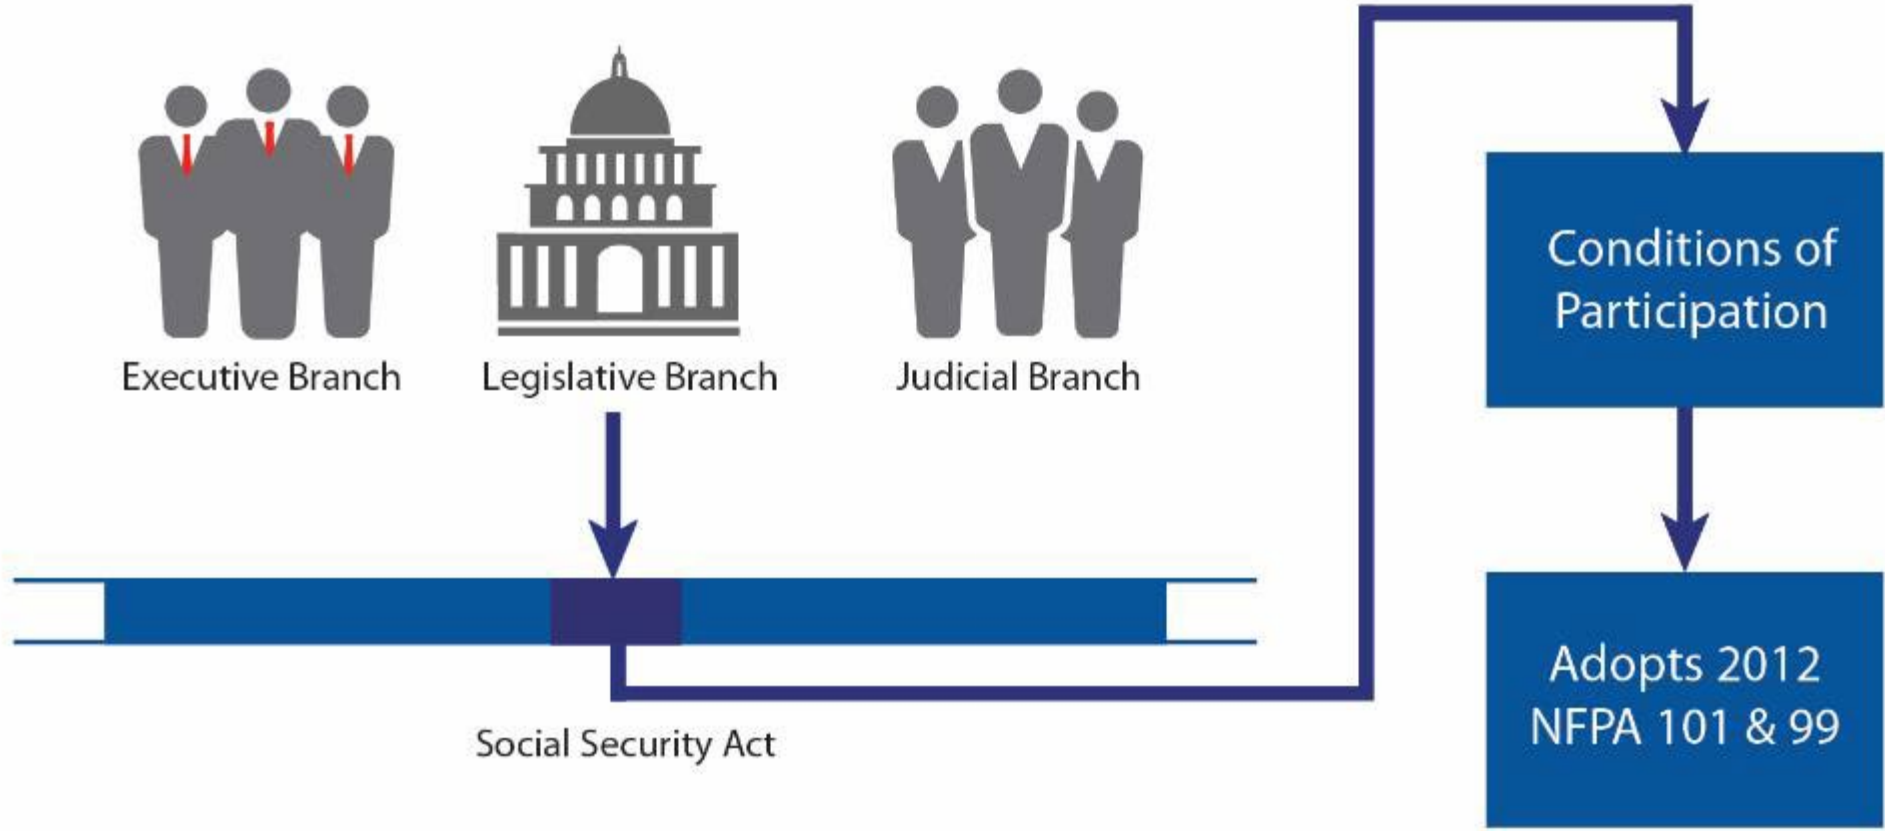 Executive Branch
Legislative Branch
Judicial Branch
Social Security Act
Conditions of
Participation
Adopts 2012
NFPA 101 & 99